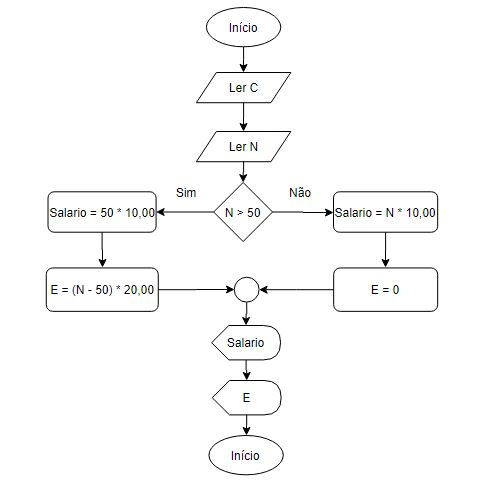 Início
Ler C
Ler N
Sim
Não
N > 50
Salario = 50 * 10,00
Salario = N * 10,00
E = (N - 50) * 20,00
E = 0
Salario
E
Início